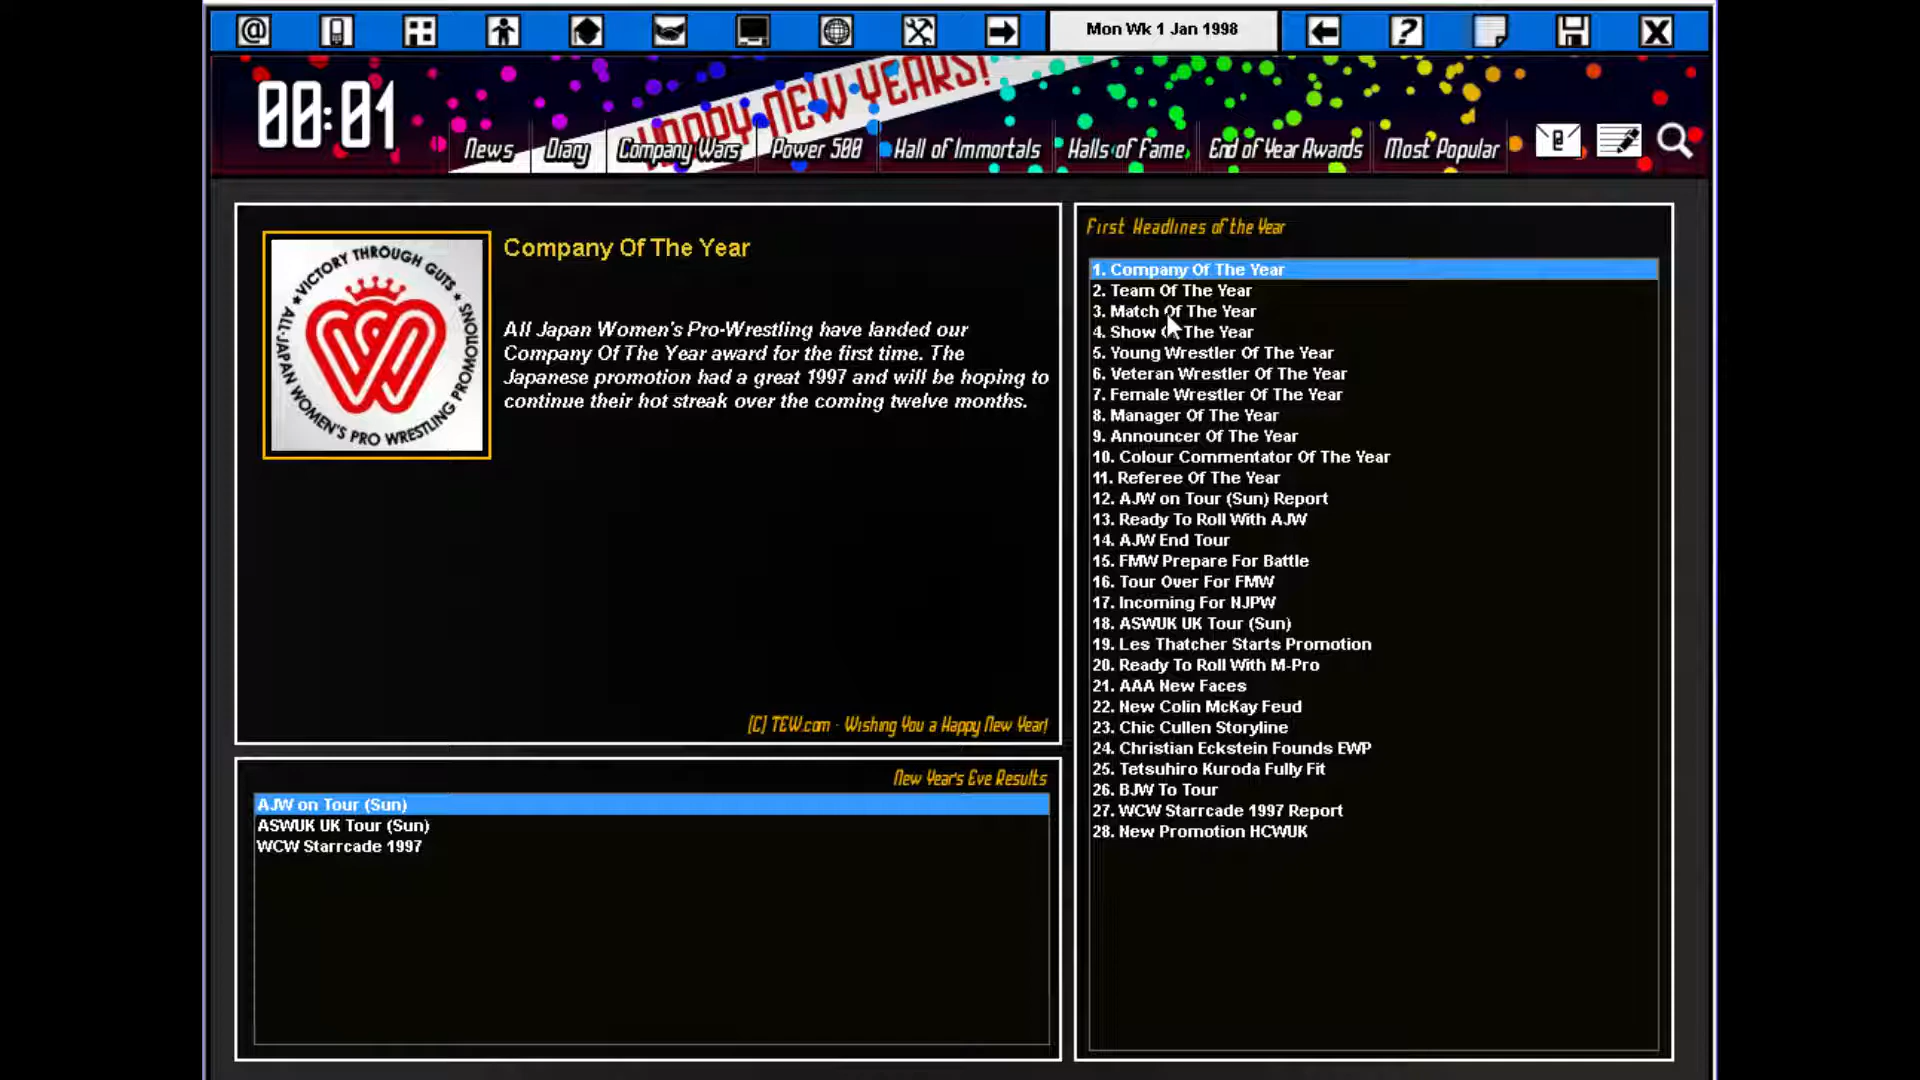 Mon Wk 1 Jan 1998
00:01
HAPPY NEW YEARS!
News
Diary
Company Wars
Power 500
Hall of Immortals
Halls of Fame
End of Year Awards
Most Popular
VICTORY THROUGH GUTS
ALL-JAPAN WOMEN'S PRO WRESTLING PROMOTIONS
Company Of The Year
All Japan Women's Pro-Wrestling have landed our
Company Of The Year award for the first time. The
Japanese promotion had a great 1997 and will be hoping to
continue their hot streak over the coming twelve months.
(C) TEW.com - Wishing You a Happy New Year!
New Year's Eve Results
AJW on Tour (Sun)
ASWUK UK Tour (Sun)
WCW Starrcade 1997
First Headlines of the Year
1. Company Of The Year
2. Team Of The Year
3. Match Of The Year
4. Show Of The Year
5. Young Wrestler Of The Year
6. Veteran Wrestler Of The Year
7. Female Wrestler Of The Year
8. Manager Of The Year
9. Announcer Of The Year
10. Colour Commentator Of The Year
11. Referee Of The Year
12. AJW on Tour (Sun) Report
13. Ready To Roll With AJW
14. AJW End Tour
15. FMW Prepare For Battle
16. Tour Over For FMW
17. Incoming For NJPW
18. ASWUK UK Tour (Sun)
19. Les Thatcher Starts Promotion
20. Ready To Roll With M-Pro
21. AAA New Faces
22. New Colin McKay Feud
23. Chic Cullen Storyline
24. Christian Eckstein Founds EWP
25. Tetsuhiro Kuroda Fully Fit
26. BJW To Tour
27. WCW Starrcade 1997 Report
28. New Promotion HCWUK